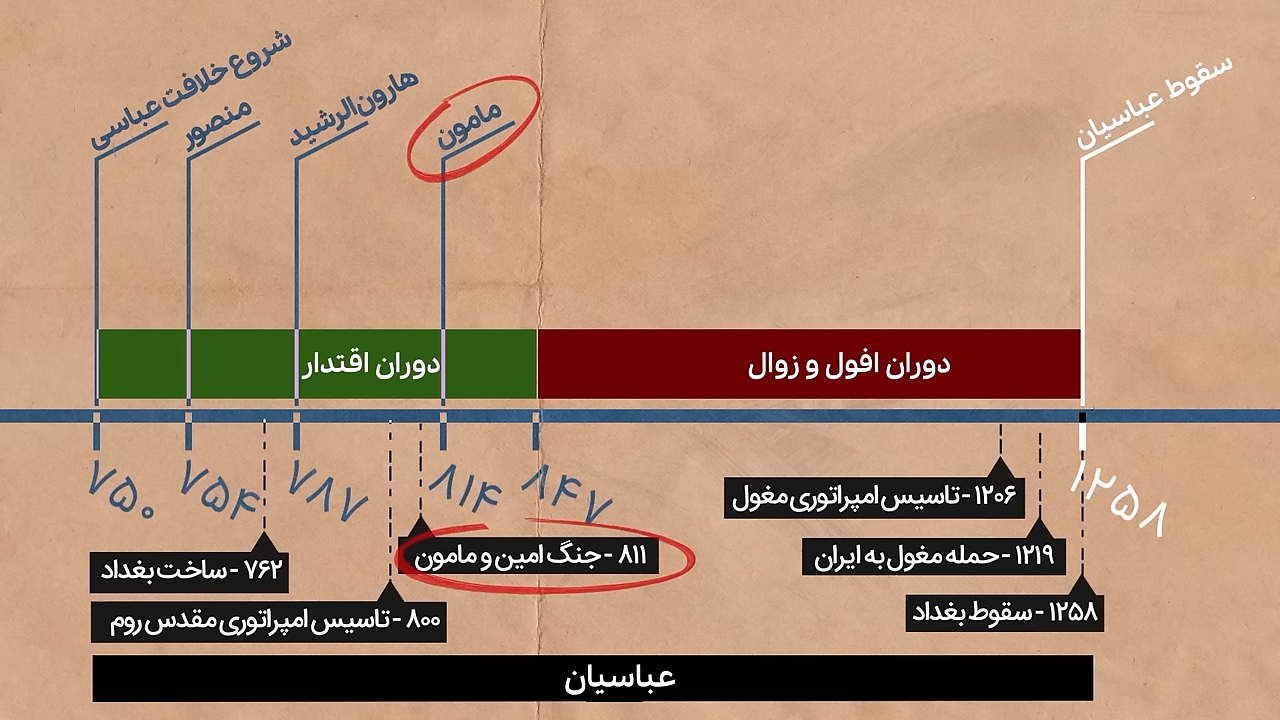 شروع خلافت عباسی
منصور
هارون‌الرشید
مامون
سقوط عباسیان
دوران اقتدار
دوران افول و زوال
۷۵۰
۷۵۴
۷۸۷
۸۱۴
۸۴۷
۱۲۵۸
۱۲۰۶ - تاسیس امپراتوری مغول
۸۱۱ - جنگ امین و مامون
۱۲۱۹ - حمله مغول به ایران
۷۶۲ - ساخت بغداد
۱۲۵۸ - سقوط بغداد
۸۰۰ - تاسیس امپراتوری مقدس روم
عباسیان